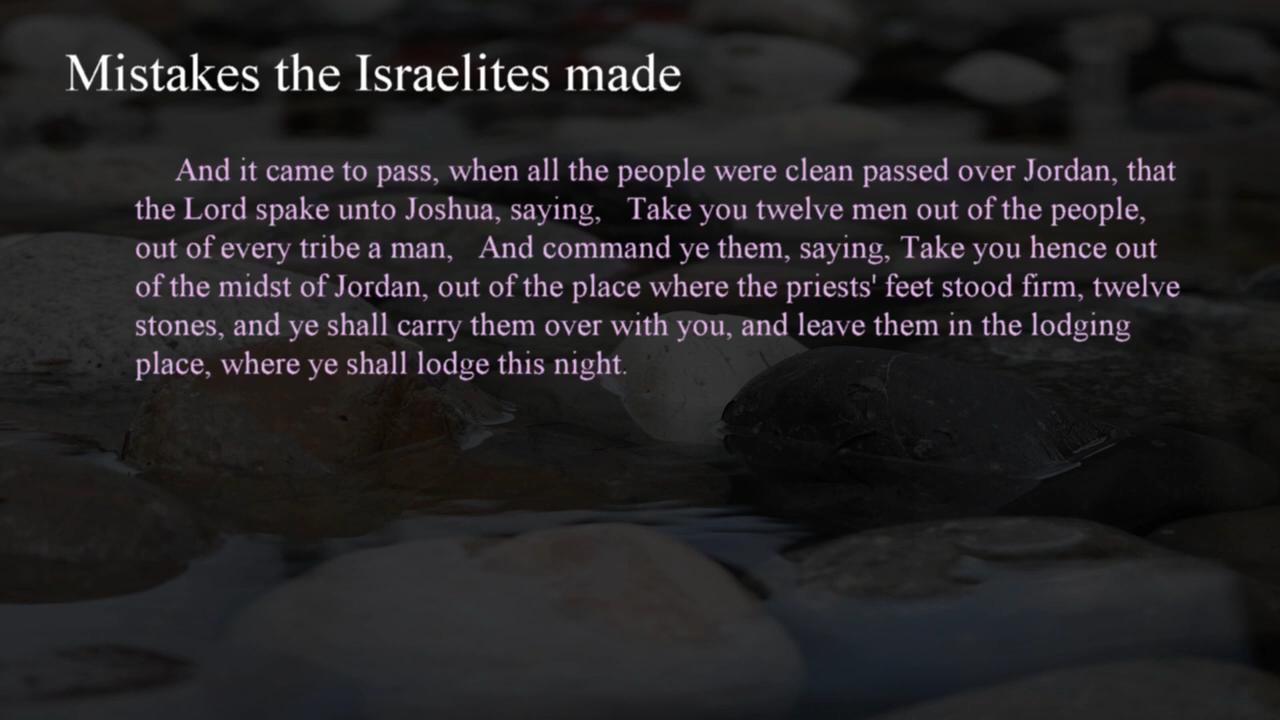 Mistakes the Israelites made
And it came to pass, when all the people were clean passed over Jordan, that
the Lord spake unto Joshua, saying, Take you twelve men out of the people,
out of every tribe a man, And command ye them, saying, Take you hence out
of the midst of Jordan, out of the place where the priests' feet stood firm, twelve
stones, and ye shall carry them over with you, and leave them in the lodging
place, where ye shall lodge this night.